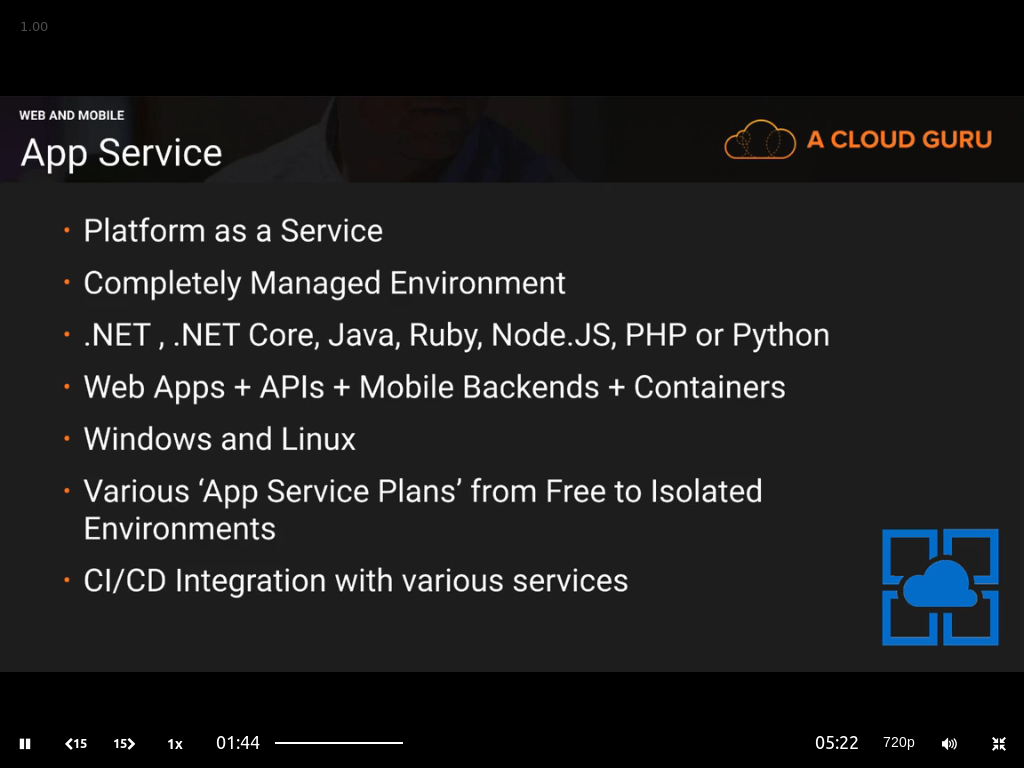 1.00
WEB AND MOBILE
App Service
A CLOUD GURU
• Platform as a Service
• Completely Managed Environment
• .NET , .NET Core, Java, Ruby, Node.JS, PHP or Python
• Web Apps + APIs + Mobile Backends + Containers
• Windows and Linux
• Various ‘App Service Plans’ from Free to Isolated
Environments
• CI/CD Integration with various services
15 15 1x 01:44 05:22 720p